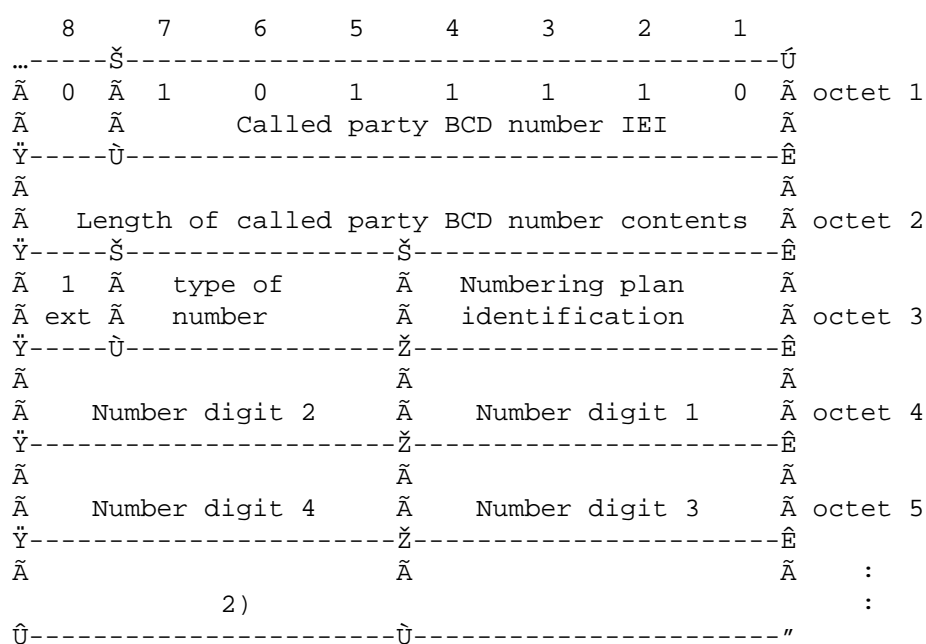 8 7 6 5 4 3 2 1
…-----Š-----------------------------------------Ú
Ã 0 Ã 1 0 1 1 1 1 0 Ã octet 1
Ã Ã Called party BCD number IEI Ã
Ÿ-----Ù-----------------------------------------Ê
Ã Ã
Ã Length of called party BCD number contents Ã octet 2
Ÿ-----Š-----------------Š-----------------------Ê
Ã 1 Ã type of Ã Numbering plan Ã
Ã ext Ã number Ã identification Ã octet 3
Ÿ-----Ù-----------------Ž-----------------------Ê
Ã Ã Ã
Ã Number digit 2 Ã Number digit 1 Ã octet 4
Ÿ-----------------------Ž-----------------------Ê
Ã Ã Ã
Ã Number digit 4 Ã Number digit 3 Ã octet 5
Ÿ-----------------------Ž-----------------------Ê
Ã Ã Ã :
2) :
Û-----------------------Ù-----------------------”